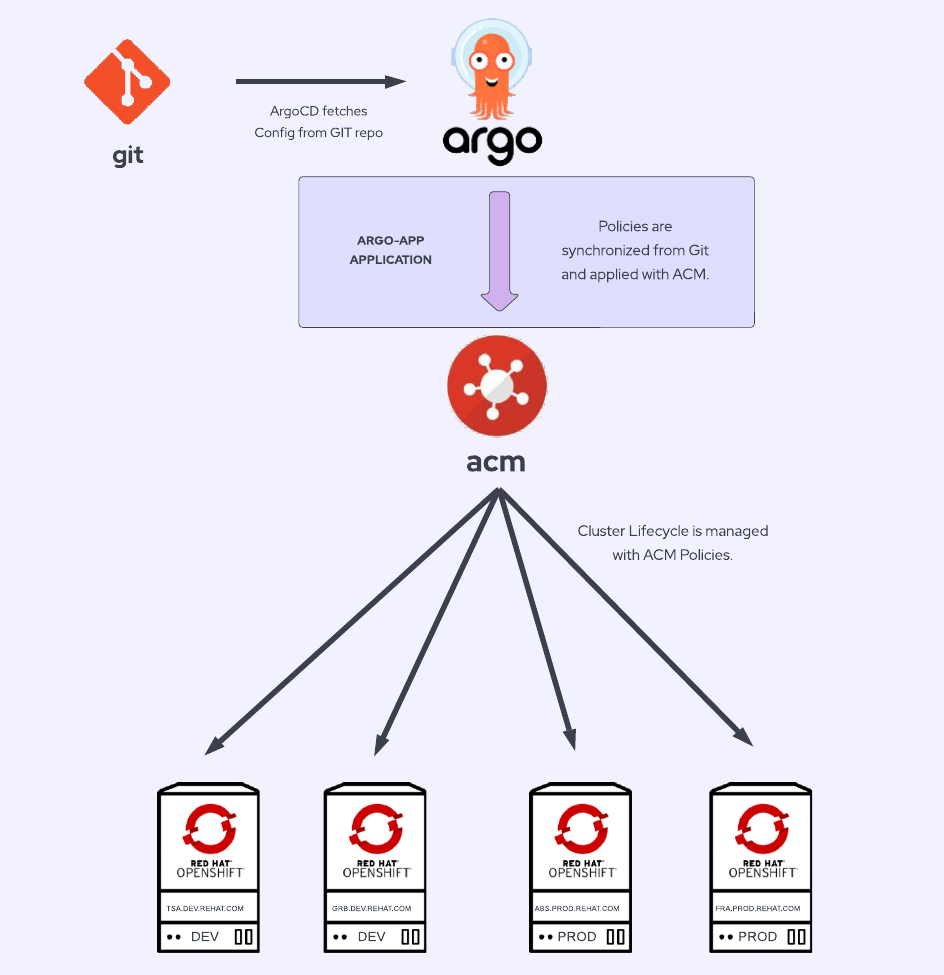 git
ArgoCD fetches
Config from GIT repo
argo
ARGO-APP
APPLICATION
Policies are
synchronized from Git
and applied with ACM.
acm
Cluster Lifecycle is managed
with ACM Policies.
RED HAT
OPENSHIFT
TSA.DEV.REHAT.COM
DEV
RED HAT
OPENSHIFT
GRB.DEV.REHAT.COM
DEV
RED HAT
OPENSHIFT
ABS.PROD.REHAT.COM
PROD
RED HAT
OPENSHIFT
FRA.PROD.REHAT.COM
PROD